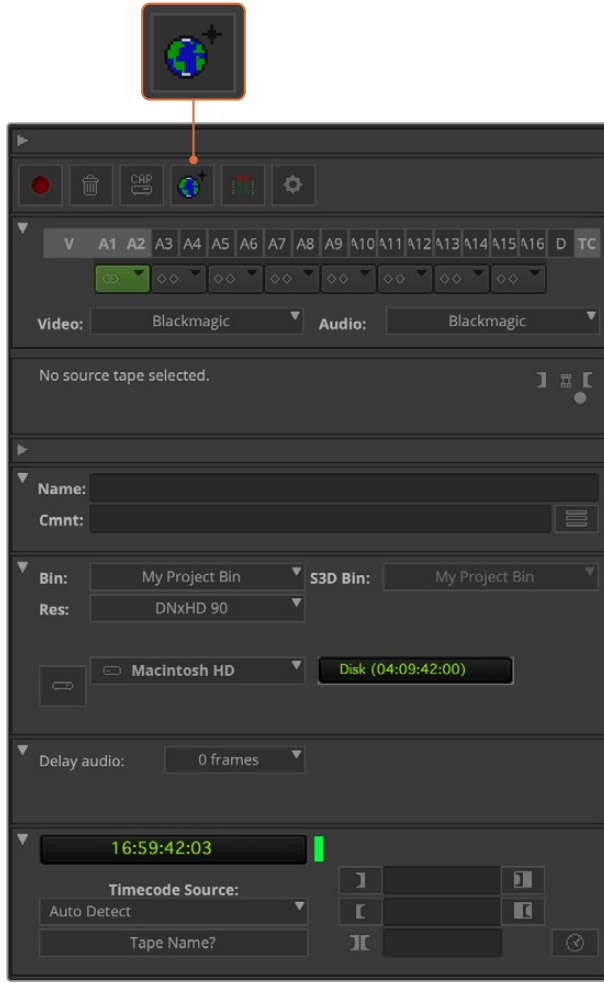 CAP
V A1 A2 A3 A4 A5 A6 A7 A8 A9 A10 A11 A12 A13 A14 A15 A16 D TC
Video: Blackmagic Audio: Blackmagic
No source tape selected.
Name:
Cmnt:
Bin: My Project Bin S3D Bin: My Project Bin
Res: DNxHD 90
Macintosh HD Disk (04:09:42:00)
Delay audio: 0 frames
16:59:42:03
Timecode Source:
Auto Detect
Tape Name?